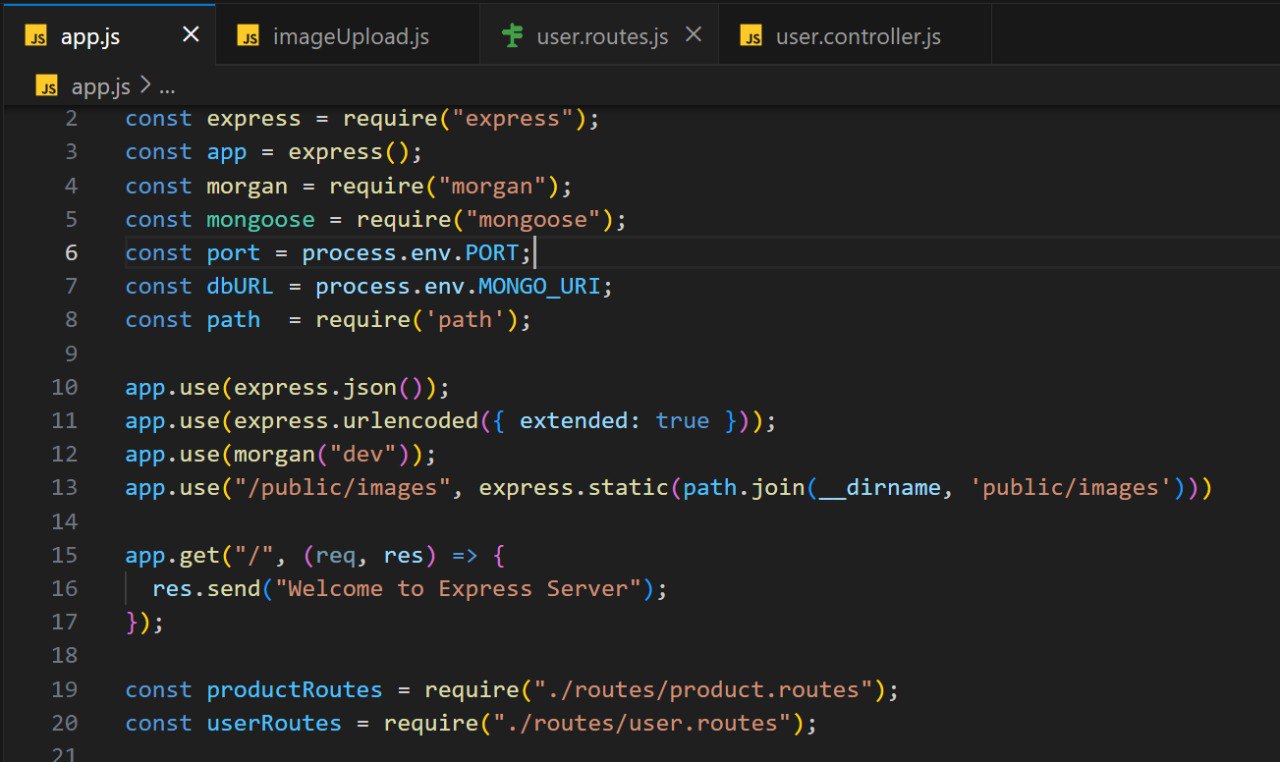 JS app.js × JS imageUpload.js user.routes.js × JS user.controller.js
JS app.js > ...
2 const express = require("express");
3 const app = express();
4 const morgan = require("morgan");
5 const mongoose = require("mongoose");
6 const port = process.env.PORT;
7 const dbURL = process.env.MONGO_URI;
8 const path  = require('path');
9
10 app.use(express.json());
11 app.use(express.urlencoded({ extended: true }));
12 app.use(morgan("dev"));
13 app.use("/public/images", express.static(path.join(__dirname, 'public/images')))
14
15 app.get("/", (req, res) => {
16   res.send("Welcome to Express Server");
17 });
18
19 const productRoutes = require("./routes/product.routes");
20 const userRoutes = require("./routes/user.routes");
21